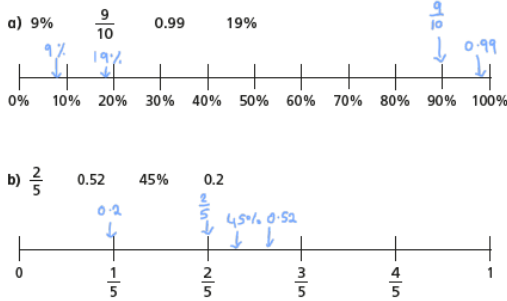 a) 9% 9/10 0.99 19%
9% 19% 9/10 0.99
0% 10% 20% 30% 40% 50% 60% 70% 80% 90% 100%
b) 2/5 0.52 45% 0.2
0.2 2/5 45% 0.52
0 1/5 2/5 3/5 4/5 1